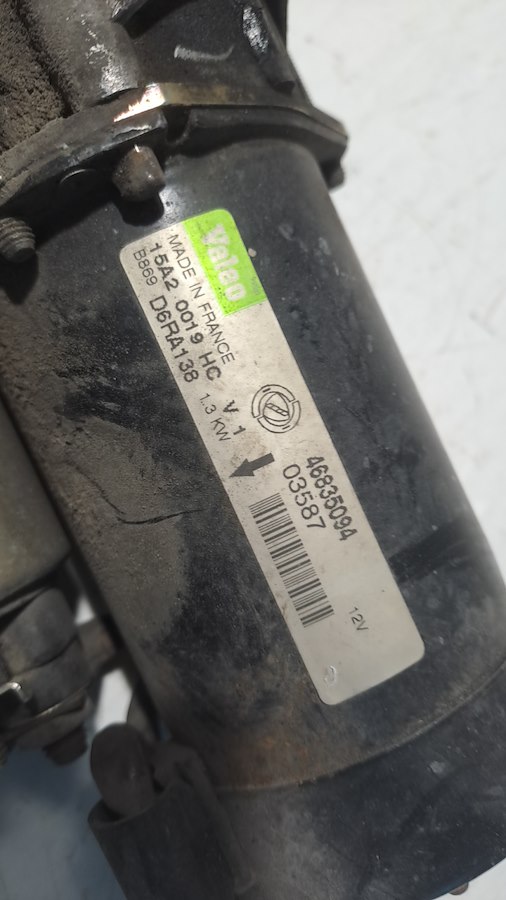 Valeo
MADE IN FRANCE
15A2 0019 HC V.1
B869 D6RA138 1.3 KW
46835094
03587
12V